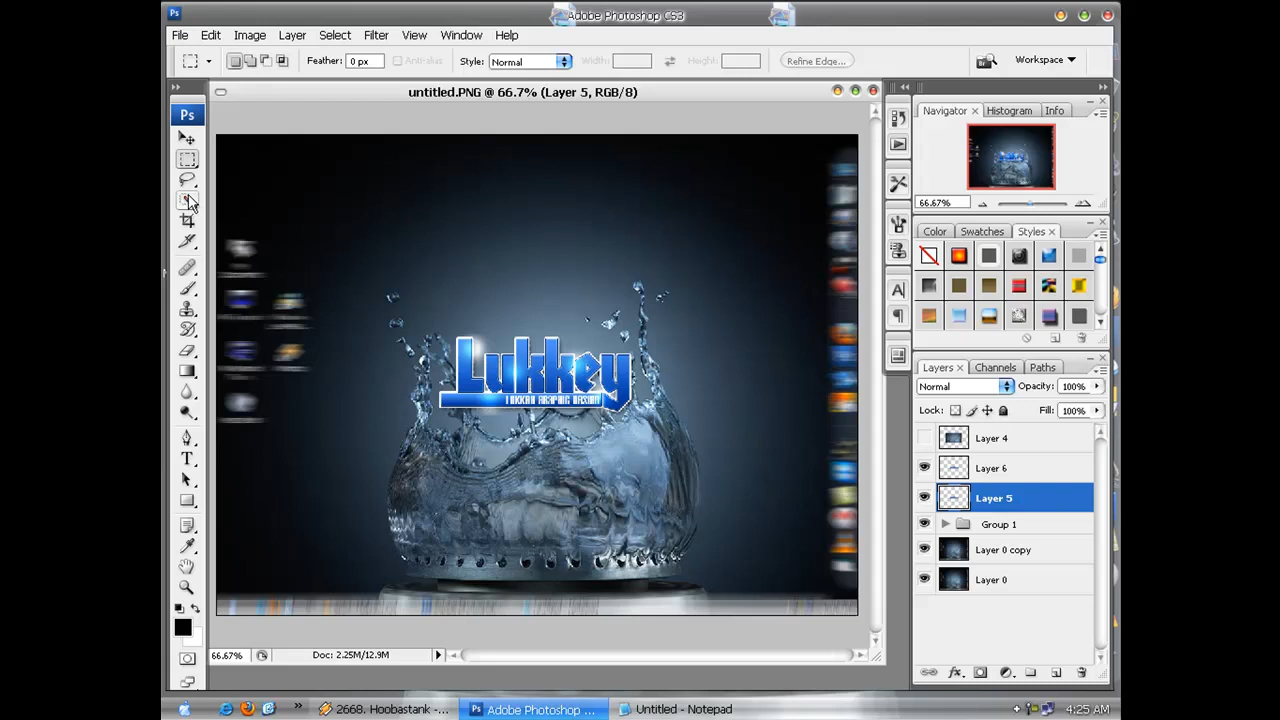 Adobe Photoshop CS3
File Edit Image Layer Select Filter View Window Help
Feather: 0 px Anti-alias Style: Normal Width: Height: Refine Edge... Workspace
untitled.PNG @ 66.7% (Layer 5, RGB/8)
Ps
Navigator Histogram Info
66.67%
Color Swatches Styles
Lukkey
Layers Channels Paths
Normal Opacity: 100%
Lock: Fill: 100%
Layer 4
Layer 6
Layer 5
Group 1
Layer 0 copy
Layer 0
66.67% Doc: 2.25M/12.9M
2668. Hoobastank -... Adobe Photoshop ... Untitled - Notepad 4:25 AM